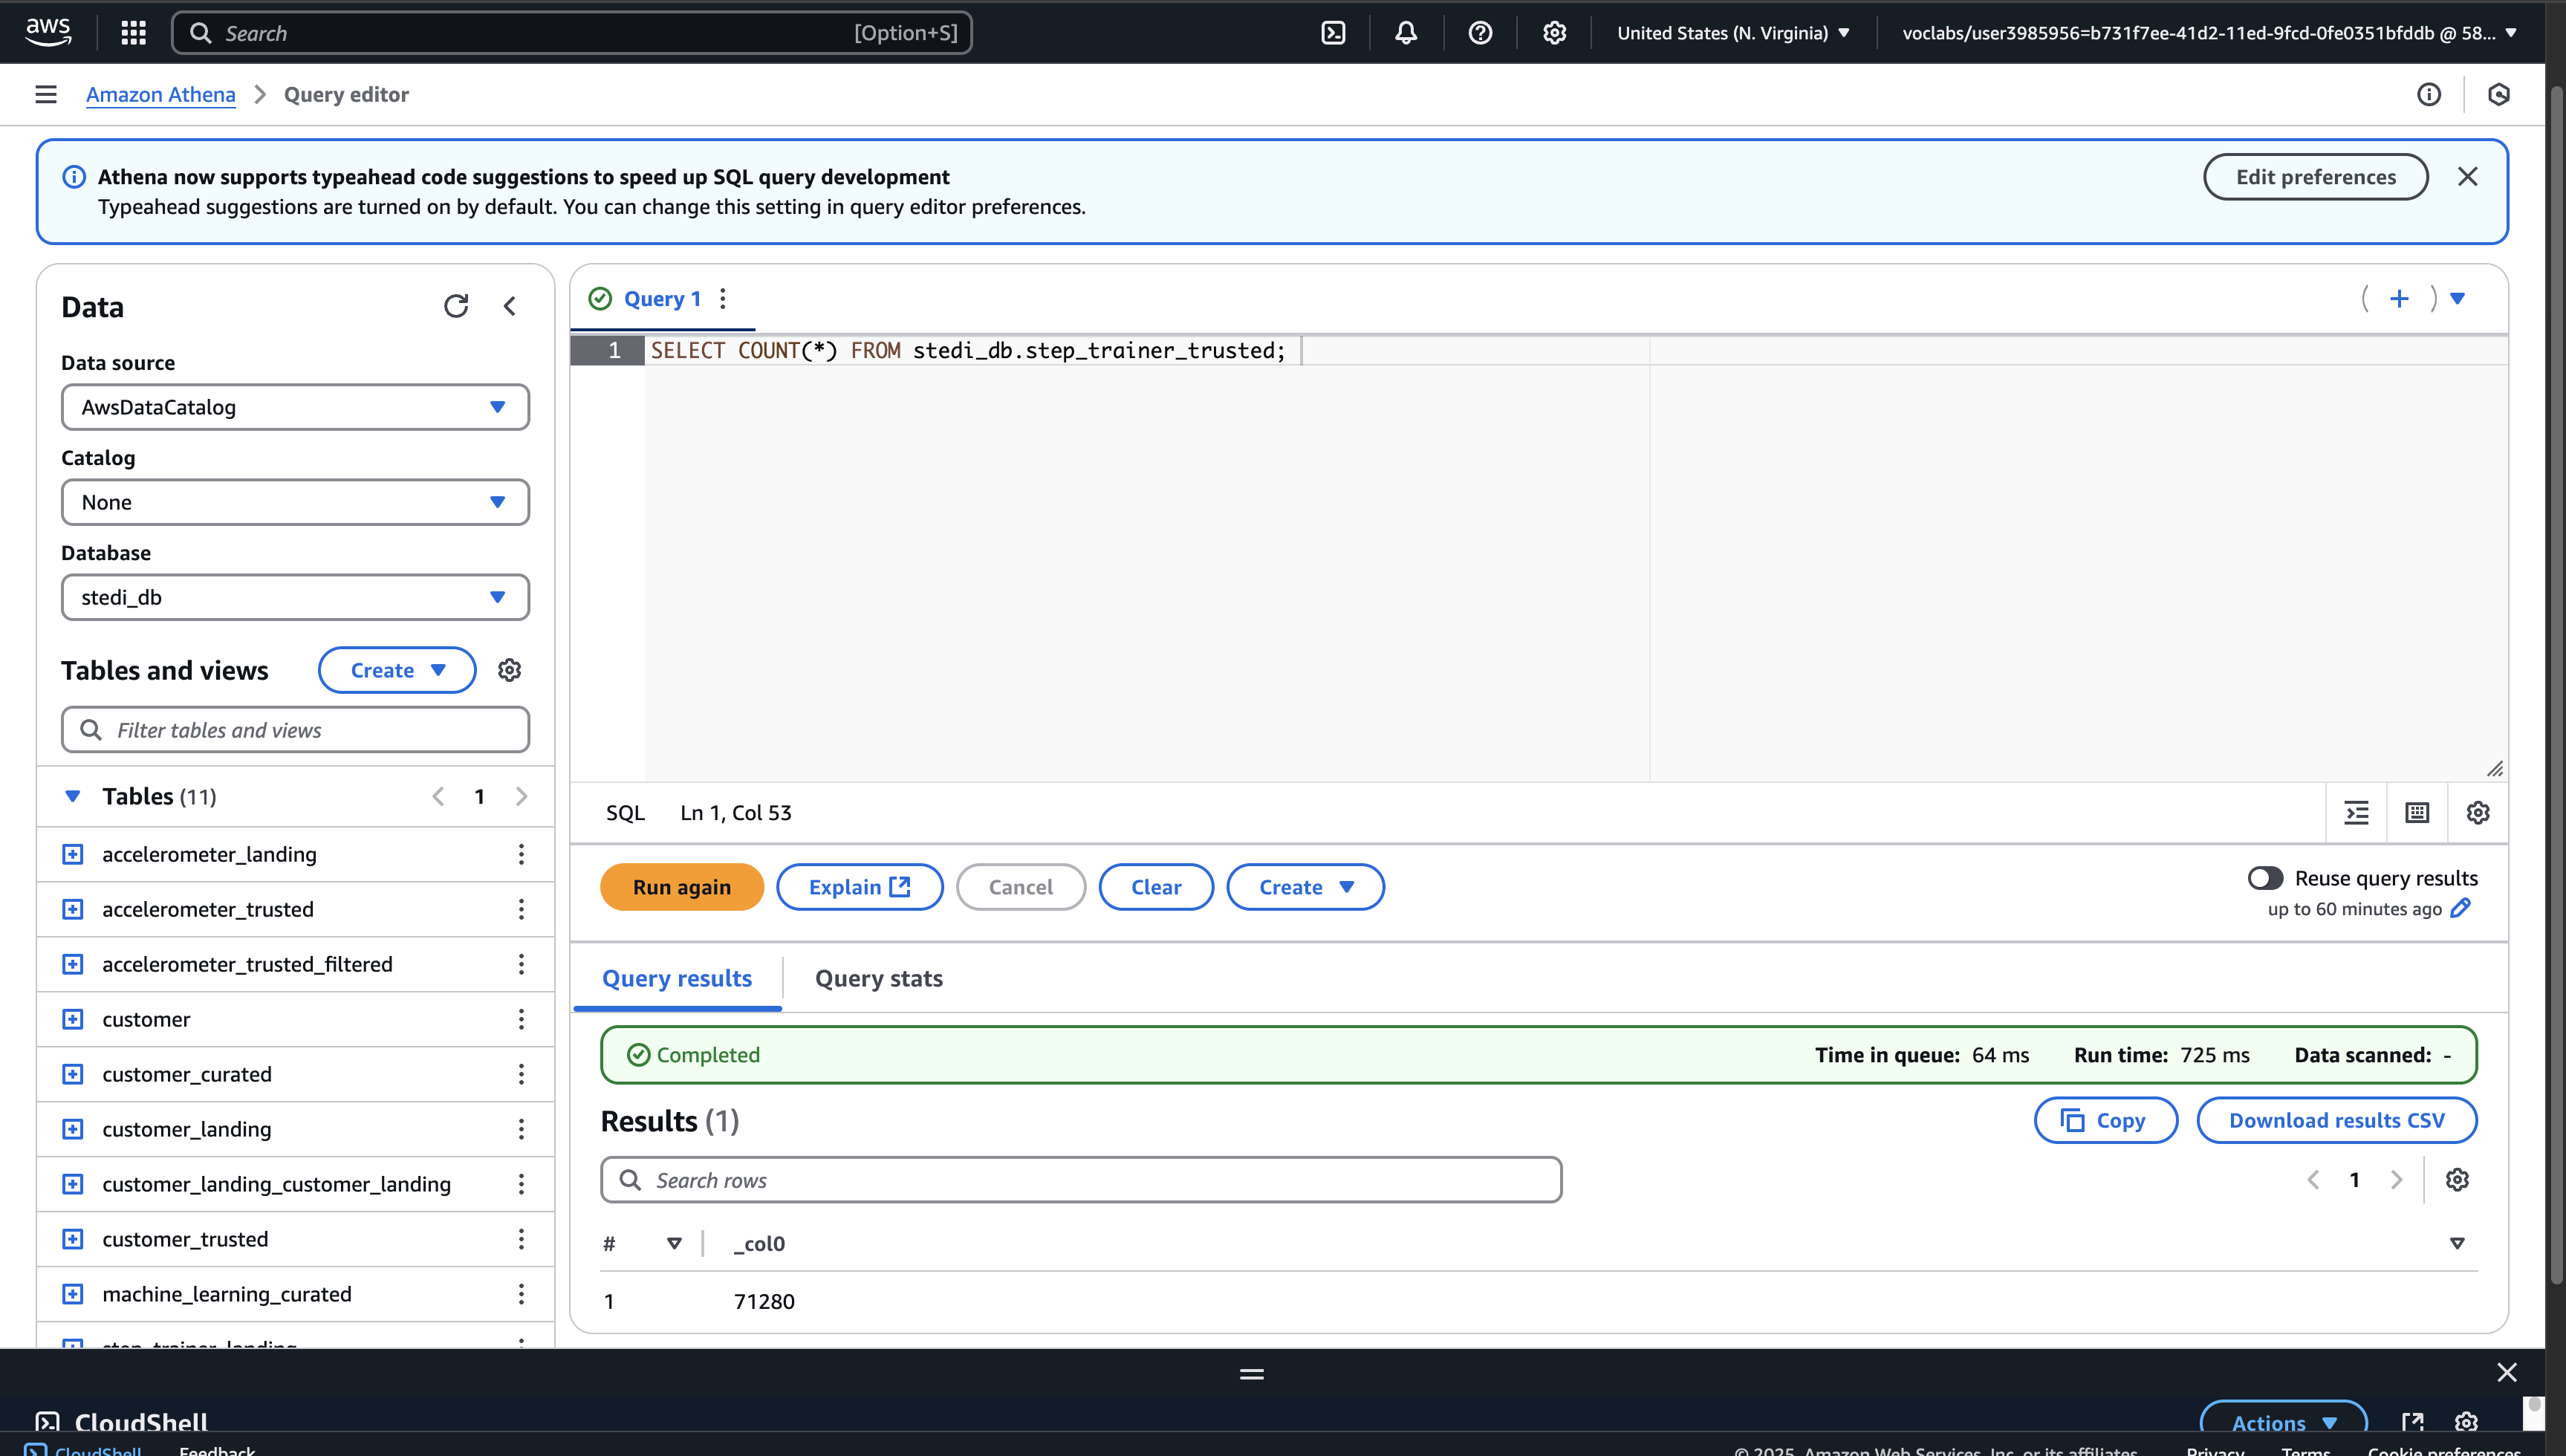 aws
Search
[Option+S]
United States (N. Virginia)
voclabs/user3985956=b731f7ee-41d2-11ed-9fcd-0fe0351bfddb @ 58...
Amazon Athena
Query editor
Athena now supports typeahead code suggestions to speed up SQL query development
Typeahead suggestions are turned on by default. You can change this setting in query editor preferences.
Edit preferences
Data
Data source
AwsDataCatalog
Catalog
None
Database
stedi_db
Tables and views
Create
Filter tables and views
Tables (11)
1
accelerometer_landing
accelerometer_trusted
accelerometer_trusted_filtered
customer
customer_curated
customer_landing
customer_landing_customer_landing
customer_trusted
machine_learning_curated
step_trainer_landing
Query 1
1 SELECT COUNT(*) FROM stedi_db.step_trainer_trusted;
SQL Ln 1, Col 53
Run again
Explain
Cancel
Clear
Create
Reuse query results
up to 60 minutes ago
Query results
Query stats
Completed
Time in queue: 64 ms
Run time: 725 ms
Data scanned: -
Results (1)
Copy
Download results CSV
Search rows
1
# _col0
1 71280
CloudShell
Actions
CloudShell
Feedback
© 2025, Amazon Web Services, Inc. or its affiliates.
Privacy
Terms
Cookie preferences